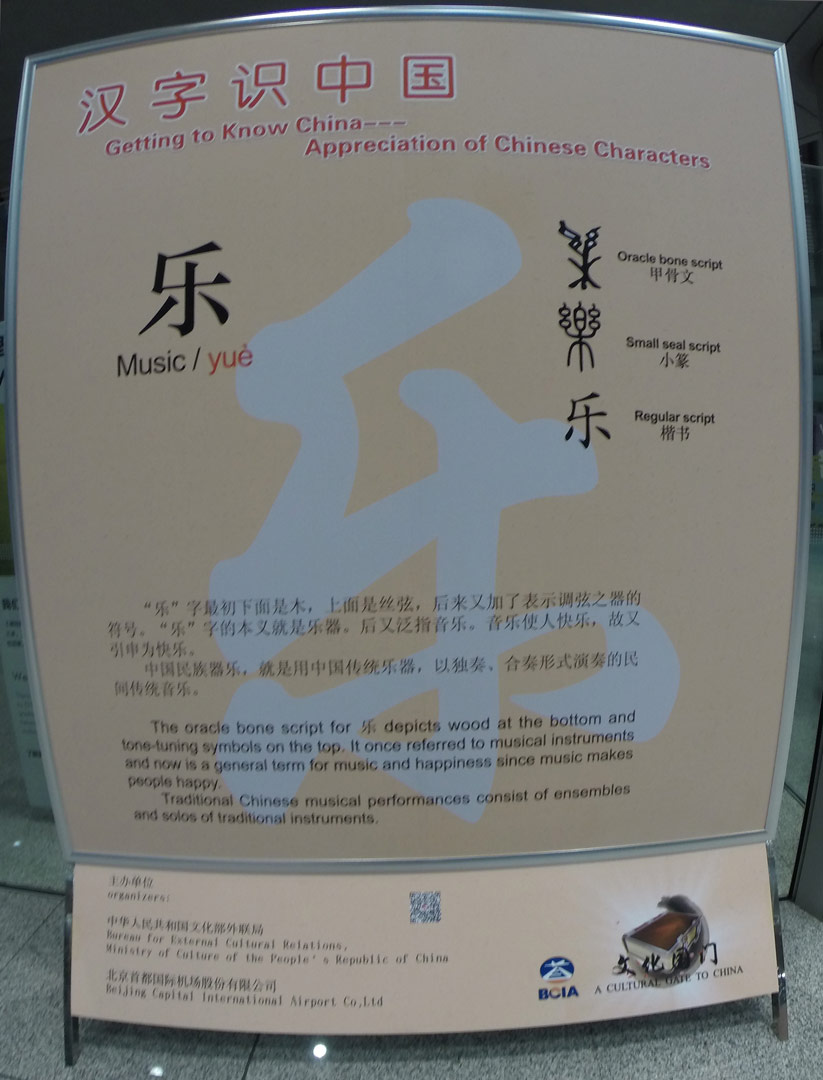 汉字识中国
Getting to Know China---
Appreciation of Chinese Characters
乐
Music / yuè
Oracle bone script
甲骨文
Small seal script
小篆
乐
Regular script
楷书
乐
“乐”字最初下面是木，上面是丝弦，后来又加了表示调弦之器的
符号。“乐”字的本义就是乐器。后又泛指音乐。音乐使人快乐，故又
引申为快乐。
中国民族器乐，就是用中国传统乐器，以独奏、合奏形式演奏的民
间传统音乐。
The oracle bone script for 乐 depicts wood at the bottom and
tone-tuning symbols on the top. It once referred to musical instruments
and now is a general term for music and happiness since music makes
people happy.
Traditional Chinese musical performances consist of ensembles
and solos of traditional instruments.
主办单位
organizers:
中华人民共和国文化部外联局
Bureau for External Cultural Relations,
Ministry of Culture of the People's Republic of China
北京首都国际机场股份有限公司
Beijing Capital International Airport Co,Ltd
BCIA
文化国门
A CULTURAL GATE TO CHINA